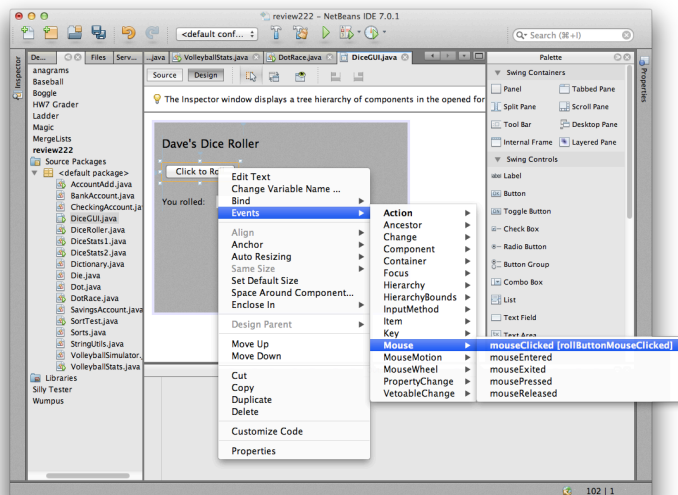 review222 – NetBeans IDE 7.0.1
<default conf...
Search (⌘+I)
De...
Files
Serv...
...java
VolleyballStats.java
DotRace.java
DiceGUI.java
Palette
Inspector
Properties
anagrams
Baseball
Boggle
HW7 Grader
Ladder
Magic
MergeLists
review222
Source Packages
<default package>
AccountAdd.java
BankAccount.java
CheckingAccount.ja
DiceGUI.java
DiceRoller.java
DiceStats1.java
DiceStats2.java
Dictionary.java
Die.java
Dot.java
DotRace.java
SavingsAccount.java
SortTest.java
Sorts.java
StringUtils.java
VolleyballSimulator.
VolleyballStats.java
Libraries
Silly Tester
Wumpus
Source
Design
The Inspector window displays a tree hierarchy of components in the opened for
Dave's Dice Roller
Click to Ro
You rolled:
Edit Text
Change Variable Name ...
Bind
Events
Align
Anchor
Auto Resizing
Same Size
Set Default Size
Space Around Component...
Enclose In
Design Parent
Move Up
Move Down
Cut
Copy
Duplicate
Delete
Customize Code
Properties
Action
Ancestor
Change
Component
Container
Focus
Hierarchy
HierarchyBounds
InputMethod
Item
Key
Mouse
MouseMotion
MouseWheel
PropertyChange
VetoableChange
mouseClicked [rollButtonMouseClicked]
mouseEntered
mouseExited
mousePressed
mouseReleased
Swing Containers
Panel
Tabbed Pane
Split Pane
Scroll Pane
Tool Bar
Desktop Pane
Internal Frame
Layered Pane
Swing Controls
label Label
Button
Toggle Button
Check Box
Radio Button
Button Group
Combo Box
List
Text Field
Text Area
102 | 1